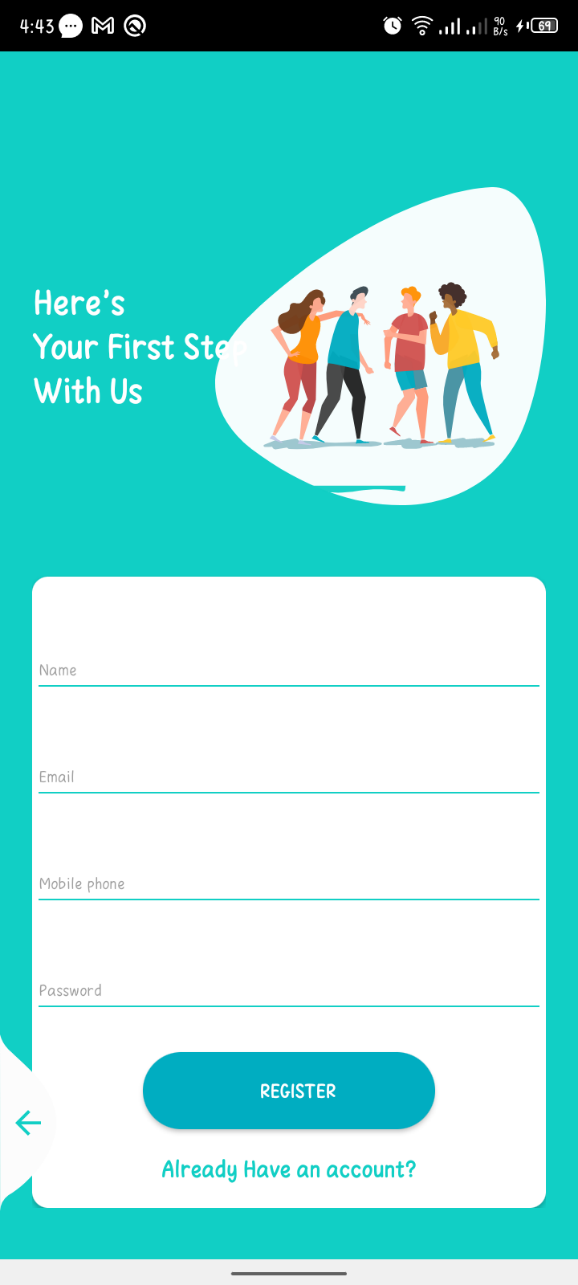 4:43
90
B/s
69
Here's
Your First Step
With Us
Name
Email
Mobile phone
Password
REGISTER
Already Have an account?